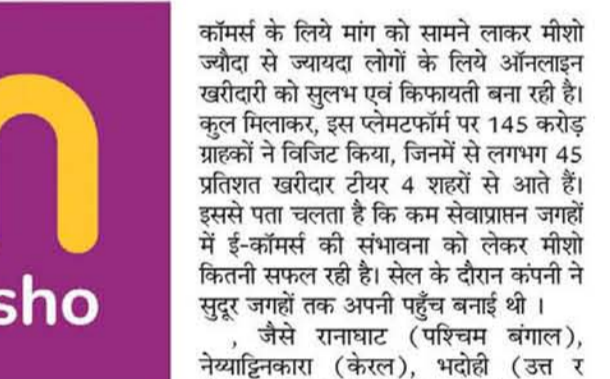 कॉमर्स के लिये मांग को सामने लाकर मीशो
ज्यौदा से ज्यायदा लोगों के लिये ऑनलाइन
खरीदारी को सुलभ एवं किफायती बना रही है।
कुल मिलाकर, इस प्लेमटफॉर्म पर 145 करोड़
ग्राहकों ने विजिट किया, जिनमें से लगभग 45
प्रतिशत खरीदार टीयर 4 शहरों से आते हैं।
इससे पता चलता है कि कम सेवाप्राप्तन जगहों
में ई-कॉमर्स की संभावना को लेकर मीशो
कितनी सफल रही है। सेल के दौरान कंपनी ने
सुदूर जगहों तक अपनी पहुँच बनाई थी ।
, जैसे रानाघाट (पश्चिम बंगाल),
नेय्याट्टिनकारा (केरल), भदोही (उत्त र
sho